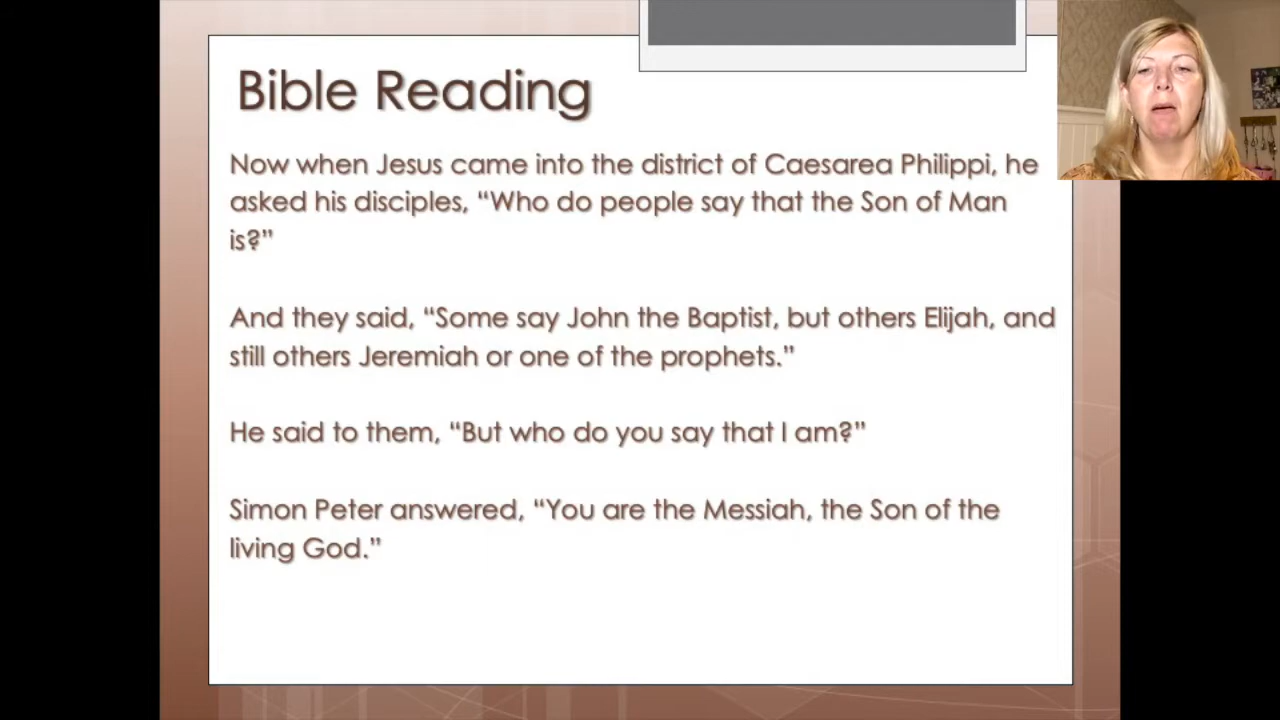 Bible Reading
Now when Jesus came into the district of Caesarea Philippi, he
asked his disciples, “Who do people say that the Son of Man
is?”
And they said, “Some say John the Baptist, but others Elijah, and
still others Jeremiah or one of the prophets.”
He said to them, “But who do you say that I am?”
Simon Peter answered, “You are the Messiah, the Son of the
living God.”